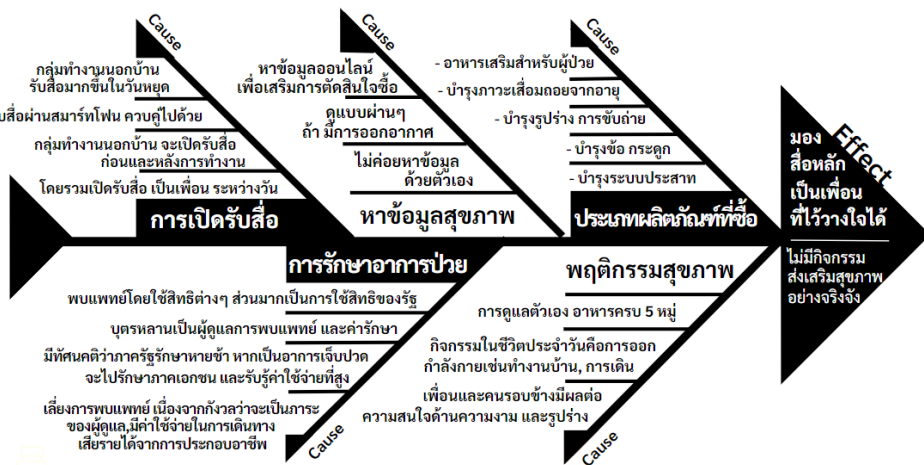 Cause
กลุ่มทำงานนอกบ้าน
รับสื่อมากขึ้นในวันหยุด
บสื่อผ่านสมาร์ทโฟน ควบคู่ไปด้วย
กลุ่มทำงานนอกบ้าน จะเปิดรับสื่อ
ก่อนและหลังการทำงาน
โดยรวมเปิดรับสื่อ เป็นเพื่อน ระหว่างวัน
การเปิดรับสื่อ
Cause
หาข้อมูลออนไลน์
เพื่อเสริมการตัดสินใจซื้อ
ดูแบบผ่านๆ
ถ้า มีการออกอากาศ
ไม่ค่อยหาข้อมูล
ด้วยตัวเอง
หาข้อมูลสุขภาพ
Cause
- อาหารเสริมสำหรับผู้ป่วย
- บำรุงภาวะเสื่อมถอยจากอายุ
- บำรุงรูปร่าง การขับถ่าย
- บำรุงข้อ กระดูก
- บำรุงระบบประสาท
ประเภทผลิตภัณฑ์ที่ซื้อ
Effect
มอง
สื่อหลัก
เป็นเพื่อน
ที่ไว้วางใจได้
ไม่มีกิจกรรม
ส่งเสริมสุขภาพ
อย่างจริงจัง
การรักษาอาการป่วย
พบแพทย์โดยใช้สิทธิต่างๆ ส่วนมากเป็นการใช้สิทธิของรัฐ
บุตรหลานเป็นผู้ดูแลการพบแพทย์ และค่ารักษา
มีทัศนคติว่าภาครัฐรักษาหายช้า หากเป็นอาการเจ็บปวด
จะไปรักษาภาคเอกชน และรับรู้ค่าใช้จ่ายที่สูง
เลี่ยงการพบแพทย์ เนื่องจากกังวลว่าจะเป็นภาระ
ของผู้ดูแล,มีค่าใช้จ่ายในการเดินทาง
เสียรายได้จากการประกอบอาชีพ
Cause
พฤติกรรมสุขภาพ
การดูแลตัวเอง อาหารครบ 5 หมู่
กิจกรรมในชีวิตประจำวันคือการออก
กำลังกายเช่นทำงานบ้าน, การเดิน
เพื่อนและคนรอบข้างมีผลต่อ
ความสนใจด้านความงาม และรูปร่าง
Cause